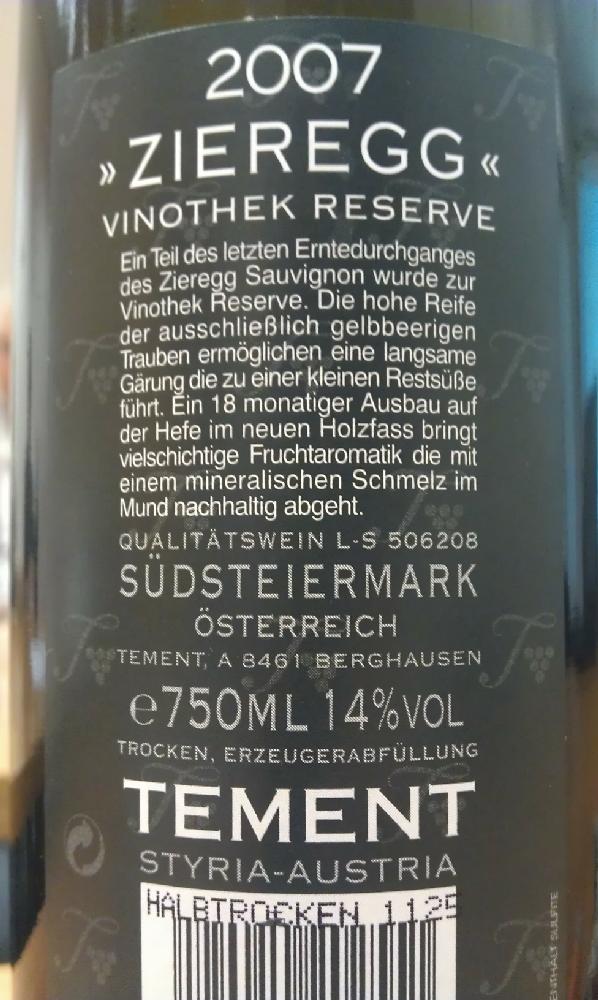 2007
»ZIEREGG«
VINOTHEK RESERVE
Ein Teil des letzten Erntedurchganges
des Zieregg Sauvignon wurde zur
Vinothek Reserve. Die hohe Reife
der ausschließlich gelbbeerigen
Trauben ermöglichen eine langsame
Gärung die zu einer kleinen Restsüße
führt. Ein 18 monatiger Ausbau auf
der Hefe im neuen Holzfass bringt
vielschichtige Fruchtaromatik die mit
einem mineralischen Schmelz im
Mund nachhaltig abgeht.
QUALITÄTSWEIN L-S 506208
SÜDSTEIERMARK
ÖSTERREICH
TEMENT, A 8461 BERGHAUSEN
℮750ML 14%VOL
TROCKEN, ERZEUGERABFÜLLUNG
TEMENT
STYRIA-AUSTRIA
HALBTROCKEN 1125
ENTHÄLT SULFITE